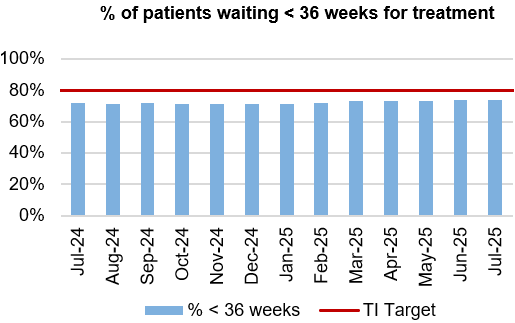 % of patients waiting < 36 weeks for treatment
100%
80%
60%
40%
20%
0%
Jul-24
Aug-24
Sep-24
Oct-24
Nov-24
Dec-24
Jan-25
Feb-25
Mar-25
Apr-25
May-25
Jun-25
Jul-25
% < 36 weeks
TI Target